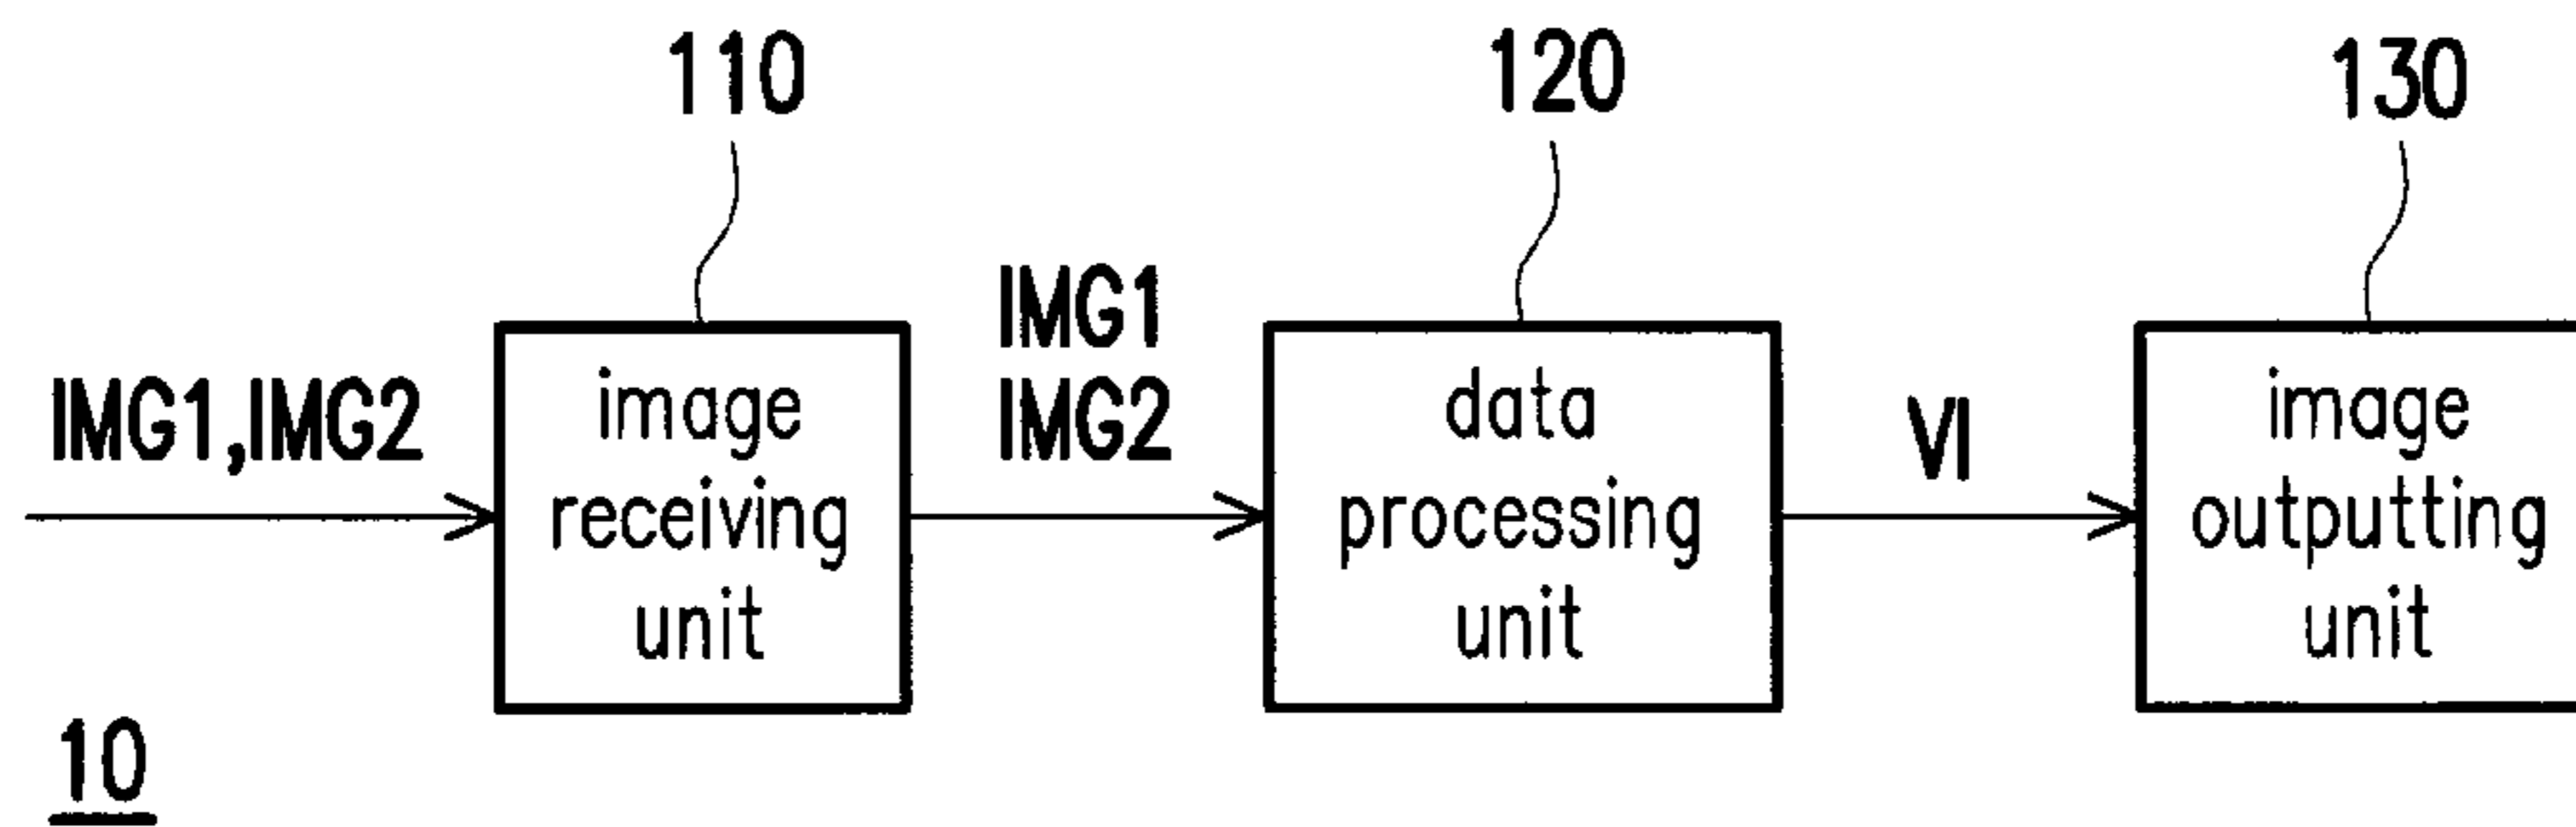 110
120
130
IMG1,IMG2
image
receiving
unit
IMG1
IMG2
data
processing
unit
VI
image
outputting
unit
10